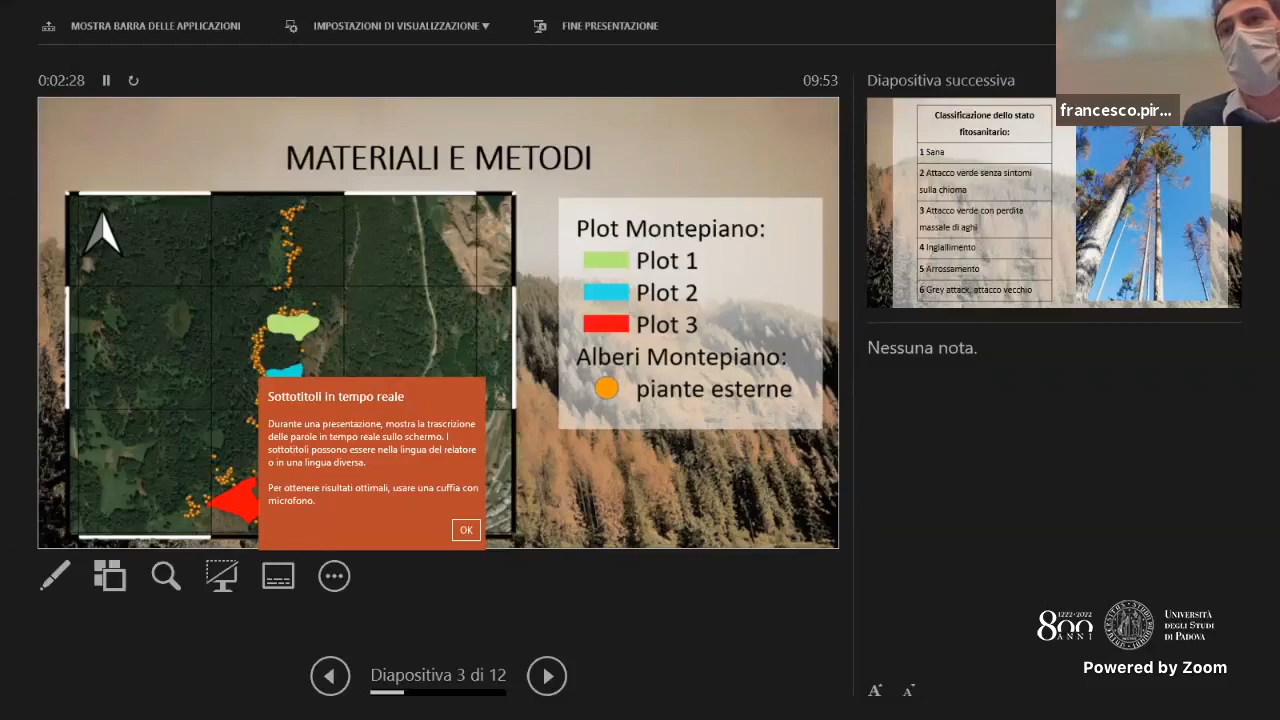 MOSTRA BARRA DELLE APPLICAZIONI
IMPOSTAZIONI DI VISUALIZZAZIONE ▼
FINE PRESENTAZIONE
0:02:28
09:53
MATERIALI E METODI
Plot Montepiano:
Plot 1
Plot 2
Plot 3
Alberi Montepiano:
piante esterne
Sottotitoli in tempo reale
Durante una presentazione, mostra la trascrizione
delle parole in tempo reale sullo schermo. I
sottotitoli possono essere nella lingua del relatore
o in una lingua diversa.
Per ottenere risultati ottimali, usare una cuffia con
microfono.
OK
Diapositiva 3 di 12
Diapositiva successiva
francesco.pir...
Classificazione dello stato
fitosanitario:
1 Sana
2 Attacco verde senza sintomi
sulla chioma
3 Attacco verde con perdita
massale di aghi
4 Ingiallimento
5 Arrossamento
6 Grey attack, attacco vecchio
Nessuna nota.
1222·2022
800
ANNI
UNIVERSITÀ
DEGLI STUDI
DI PADOVA
Powered by Zoom
A A